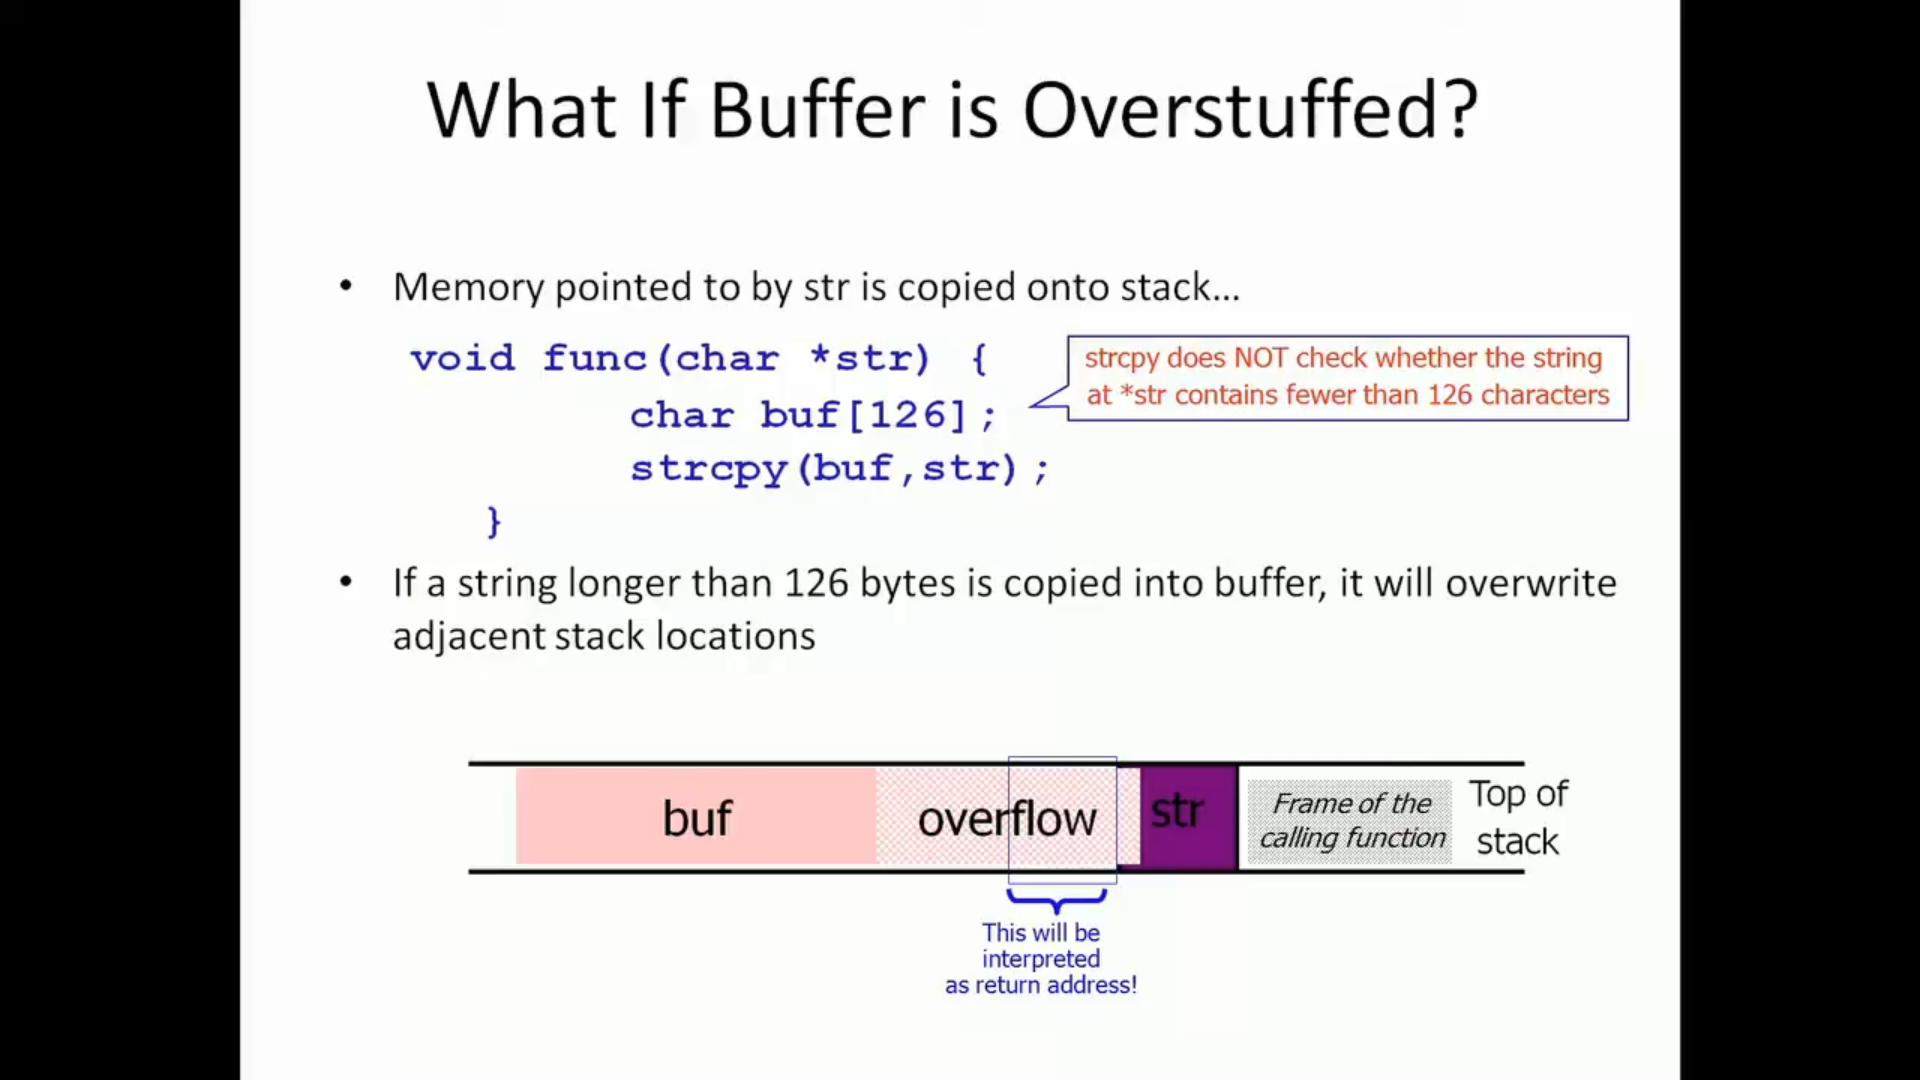 What If Buffer is Overstuffed?
• Memory pointed to by str is copied onto stack...
void func(char *str) {
char buf[126];
strcpy(buf,str);
}
strcpy does NOT check whether the string
at *str contains fewer than 126 characters
• If a string longer than 126 bytes is copied into buffer, it will overwrite
adjacent stack locations
buf
overflow
str
Frame of the
calling function
Top of
stack
This will be
interpreted
as return address!